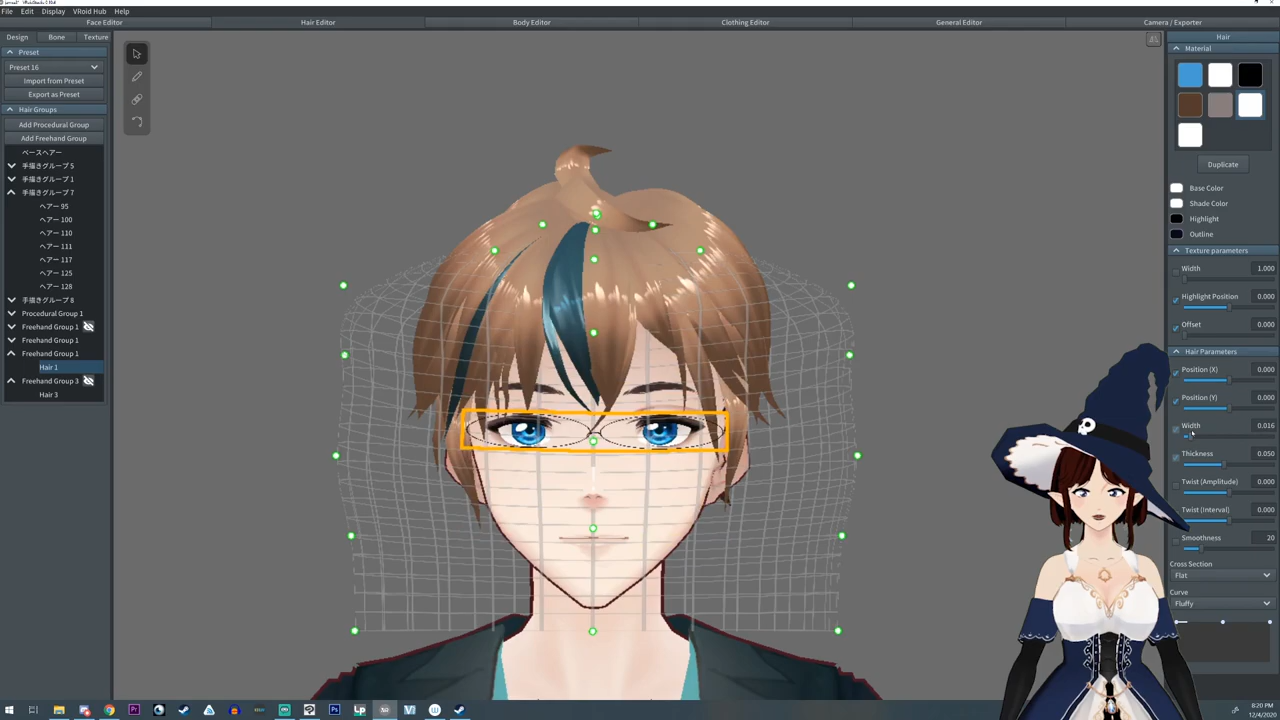 File Edit Display VRoid Hub Help
Face Editor Hair Editor Body Editor Clothing Editor General Editor Camera / Exporter
Design Bone Texture
Preset
Preset 16
Import from Preset
Export as Preset
Hair Groups
Add Procedural Group
Add Freehand Group
ベースヘアー
手描きグループ 5
手描きグループ 1
手描きグループ 7
ヘアー 95
ヘアー 100
ヘアー 110
ヘアー 111
ヘアー 117
ヘアー 125
ヘアー 128
手描きグループ 8
Procedural Group 1
Freehand Group 1
Freehand Group 1
Freehand Group 1
Hair 1
Freehand Group 3
Hair 3
Hair
Material
Duplicate
Base Color
Shade Color
Highlight
Outline
Texture parameters
Width 1.000
Highlight Position 0.000
Offset 0.000
Hair Parameters
Position (X) 0.000
Position (Y) 0.000
Width 0.016
Thickness 0.050
Twist (Amplitude) 0.000
Twist (Interval) 0.000
Smoothness 20
Cross Section
Flat
Curve
Fluffy
8:20 PM
12/4/2020